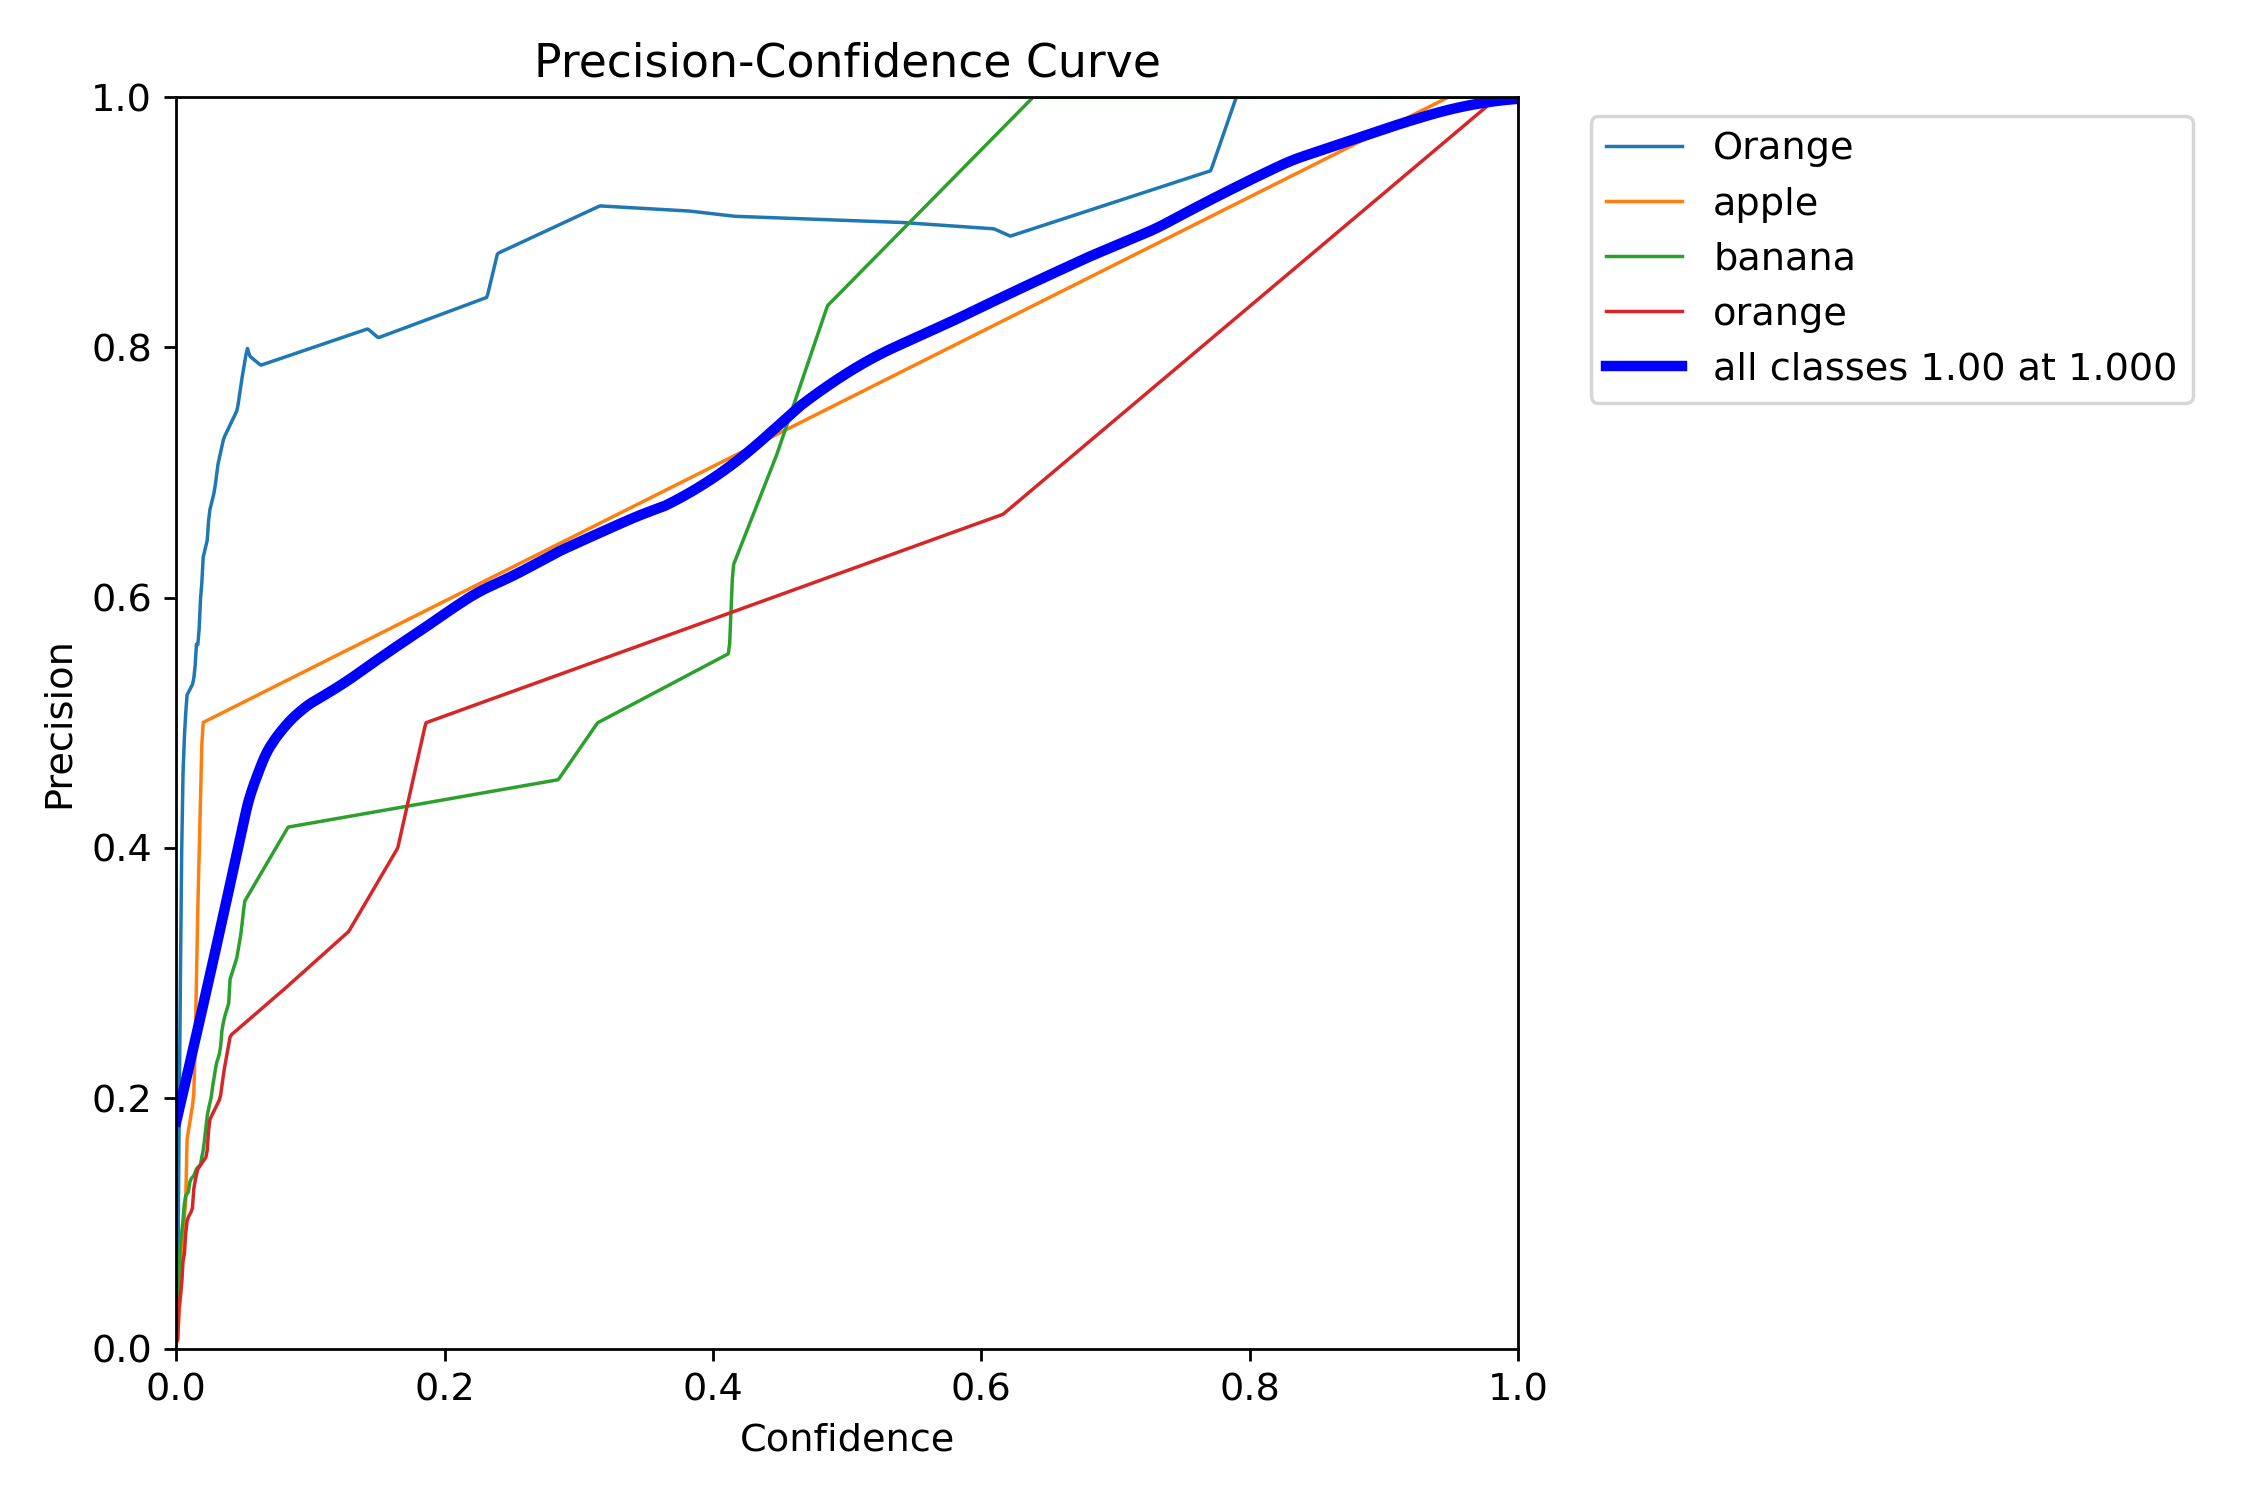 Precision-Confidence Curve
1.0
0.8
0.6
0.4
0.2
0.0
Precision
0.0 0.2 0.4 0.6 0.8 1.0
Confidence
Orange
apple
banana
orange
all classes 1.00 at 1.000